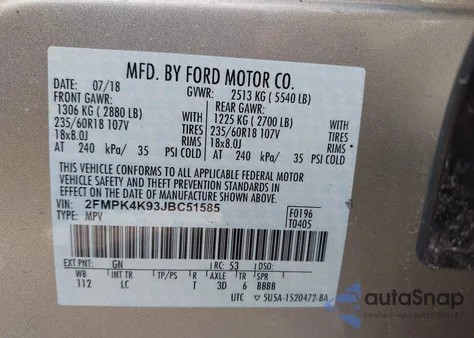 MFD. BY FORD MOTOR CO.
DATE: 07/18 GVWR: 2513 KG ( 5540 LB)
FRONT GAWR: REAR GAWR:
1306 KG ( 2880 LB) 1225 KG ( 2700 LB)
235/60R18 107V TIRES 235/60R18 107V TIRES
18x8.0J RIMS 18x8.0J RIMS
AT 240 kPa/ 35 PSI COLD AT 240 kPa/ 35 PSI COLD
THIS VEHICLE CONFORMS TO ALL APPLICABLE FEDERAL MOTOR
VEHICLE SAFETY AND THEFT PREVENTION STANDARDS IN EFFECT
ON THE DATE OF MANUFACTURE SHOWN ABOVE.
VIN: 2FMPK4K93JBC51585 F0196
TYPE: MPV T0405
EXT PNT: GN RC: 53 DSO:
WB INT TR TP/PS R AXLE TR SPR
112 LC T 3D 6 BBBB
UTC ▽ 5U5A-1520472-BA
autoSnap